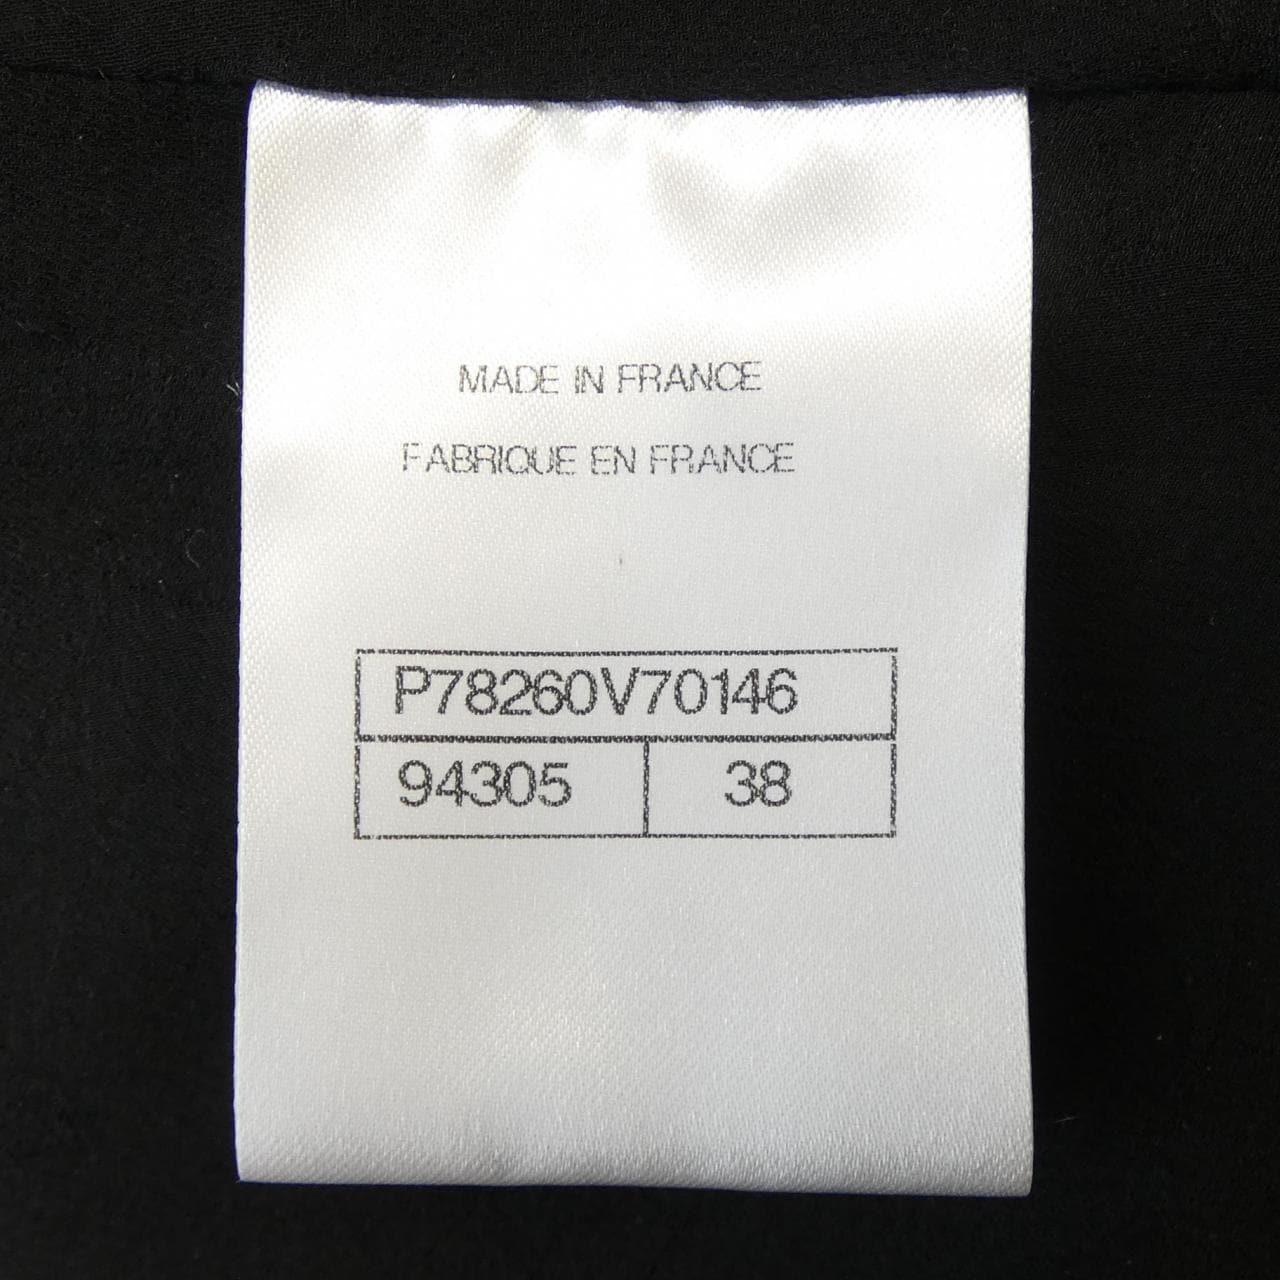 MADE IN FRANCE
FABRIQUE EN FRANCE
P78260V70146
94305 38